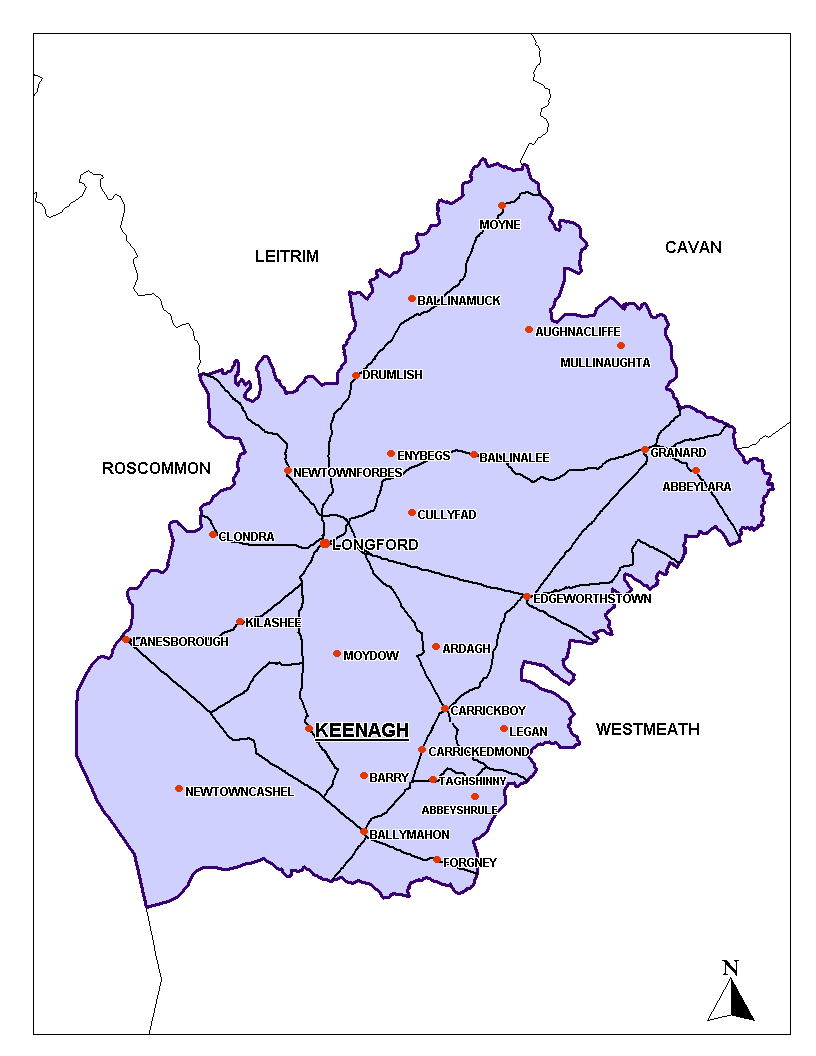 MOYNE
CAVAN
LEITRIM
BALLINAMUCK
AUGHNACLIFFE
MULLINAUGHTA
DRUMLISH
GRANARD
ENYBEGS
BALLINALEE
ROSCOMMON
NEWTOWNFORBES
ABBEYLARA
CULLYFAD
CLONDRA
LONGFORD
EDGEWORTHSTOWN
KILASHEE
LANESBOROUGH
ARDAGH
MOYDOW
CARRICKBOY
KEENAGH
LEGAN
WESTMEATH
CARRICKEDMOND
BARRY
TAGHSHINNY
NEWTOWNCASHEL
ABBEYSHRULE
BALLYMAHON
FORGNEY
N